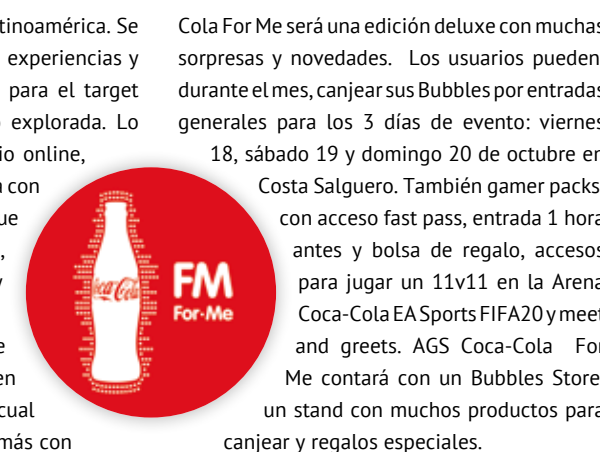 tinoamérica. Se
experiencias y
para el target
explorada. Lo
io online,
con
ue
,
y
e
en
cual
más con
Cola For Me será una edición deluxe con muchas
sorpresas y novedades. Los usuarios pueden
durante el mes, canjear sus Bubbles por entradas
generales para los 3 días de evento: viernes
18, sábado 19 y domingo 20 de octubre en
Costa Salguero. También gamer packs
con acceso fast pass, entrada 1 hora
antes y bolsa de regalo, accesos
para jugar un 11v11 en la Arena
Coca-Cola EA Sports FIFA20 y meet
and greets. AGS Coca-Cola For
Me contará con un Bubbles Store
un stand con muchos productos para
canjear y regalos especiales.
Coca-Cola
FM
For-Me